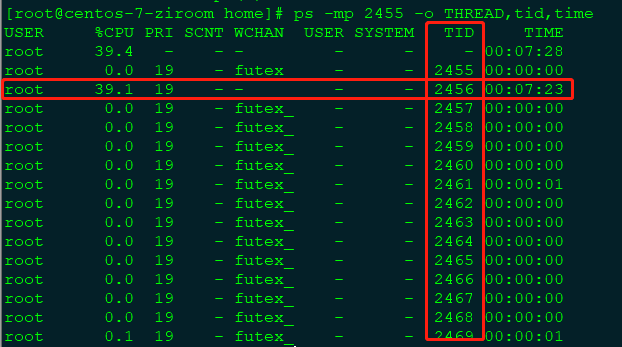 [root@centos-7-ziroom home]# ps -mp 2455 -o THREAD,tid,time
USER %CPU PRI SCNT WCHAN USER SYSTEM TID TIME
root 39.4 - - - - - - 00:07:28
root 0.0 19 - futex_ - - 2455 00:00:00
root 39.1 19 - - - - 2456 00:07:23
root 0.0 19 - futex_ - - 2457 00:00:00
root 0.0 19 - futex_ - - 2458 00:00:00
root 0.0 19 - futex_ - - 2459 00:00:00
root 0.0 19 - futex_ - - 2460 00:00:00
root 0.0 19 - futex_ - - 2461 00:00:01
root 0.0 19 - futex_ - - 2462 00:00:00
root 0.0 19 - futex_ - - 2463 00:00:00
root 0.0 19 - futex_ - - 2464 00:00:00
root 0.0 19 - futex_ - - 2465 00:00:00
root 0.0 19 - futex_ - - 2466 00:00:00
root 0.0 19 - futex_ - - 2467 00:00:00
root 0.0 19 - futex_ - - 2468 00:00:00
root 0.1 19 - futex_ - - 2469 00:00:01